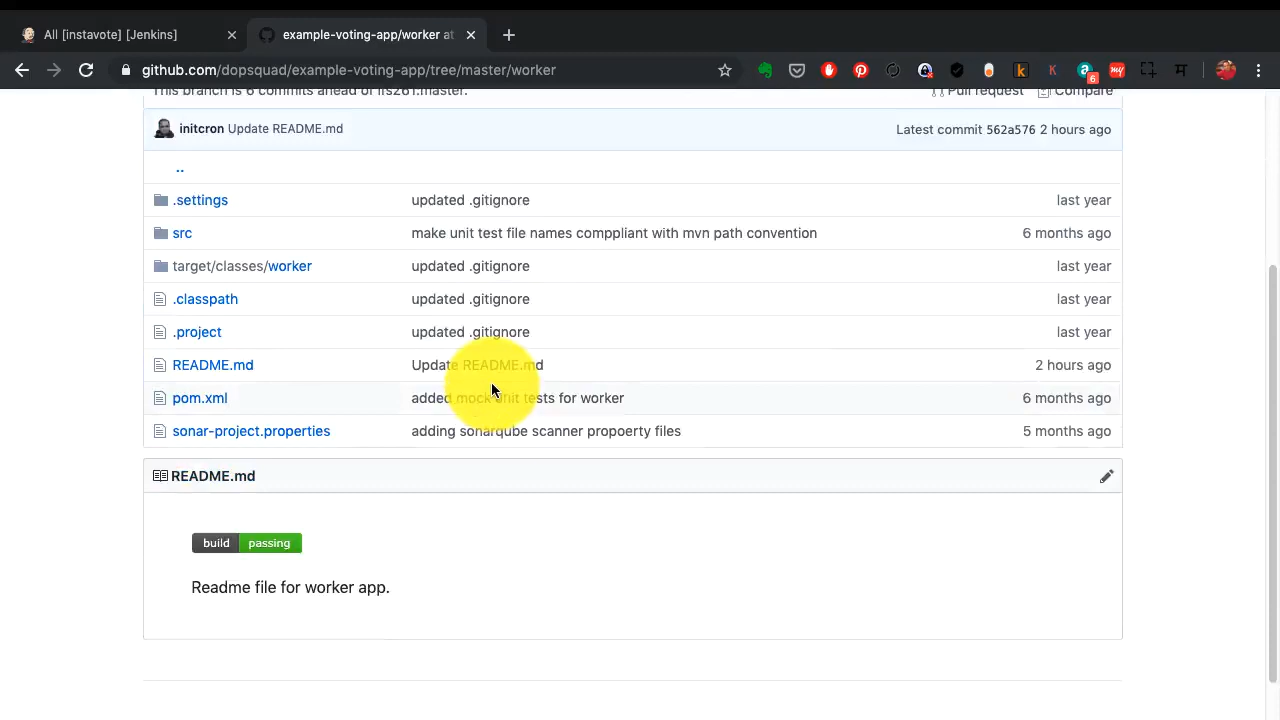 All [instavote] [Jenkins]
example-voting-app/worker at
github.com/dopsquad/example-voting-app/tree/master/worker
6
This branch is 6 commits ahead of lfs261:master.
Pull request
Compare
initcron Update README.md
Latest commit 562a576 2 hours ago
..
.settings updated .gitignore last year
src make unit test file names comppliant with mvn path convention 6 months ago
target/classes/worker updated .gitignore last year
.classpath updated .gitignore last year
.project updated .gitignore last year
README.md Update README.md 2 hours ago
pom.xml added mock unit tests for worker 6 months ago
sonar-project.properties adding sonarqube scanner propoerty files 5 months ago
README.md
build passing
Readme file for worker app.